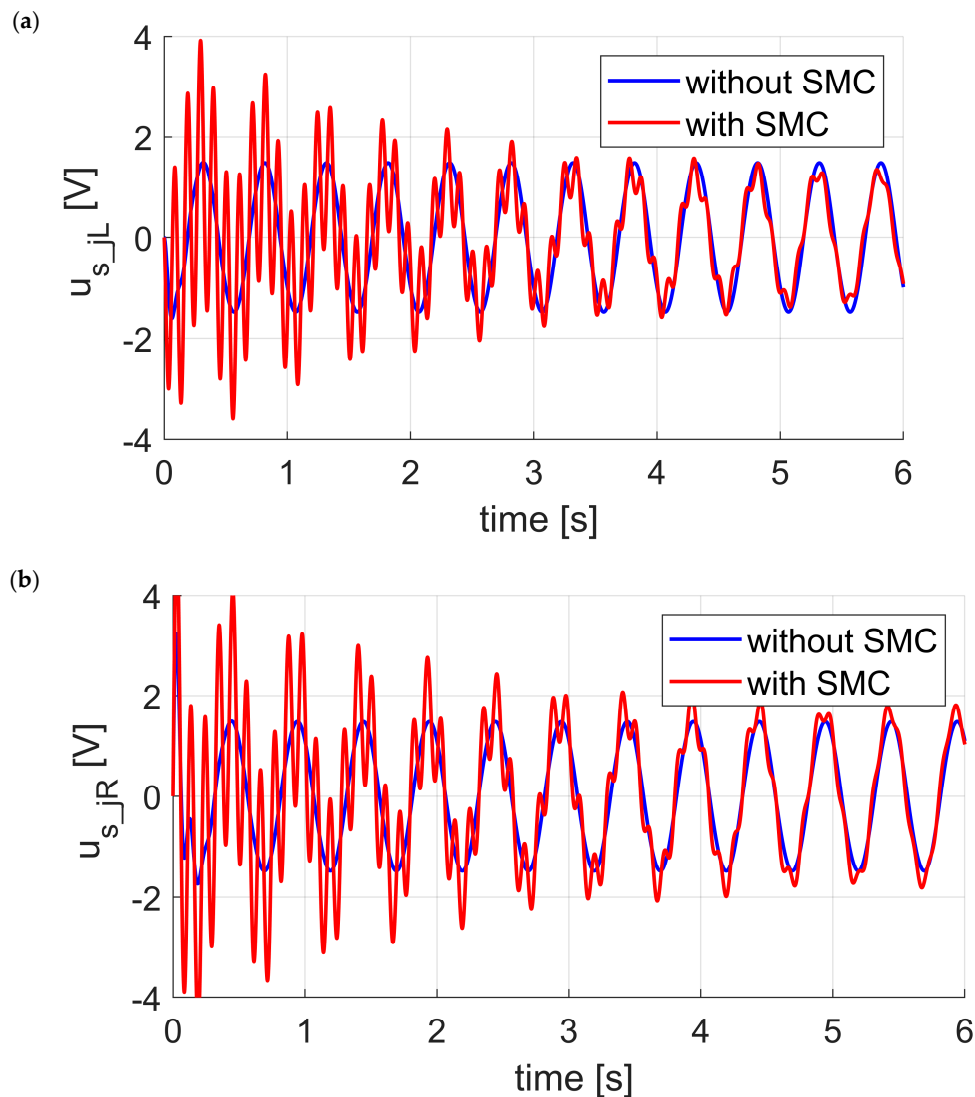 (a)
4
2
0
-2
-4
u_s_jL [V]
without SMC
with SMC
0 1 2 3 4 5 6
time [s]
(b)
4
2
0
-2
-4
u_s_jR [V]
without SMC
with SMC
0 1 2 3 4 5 6
time [s]